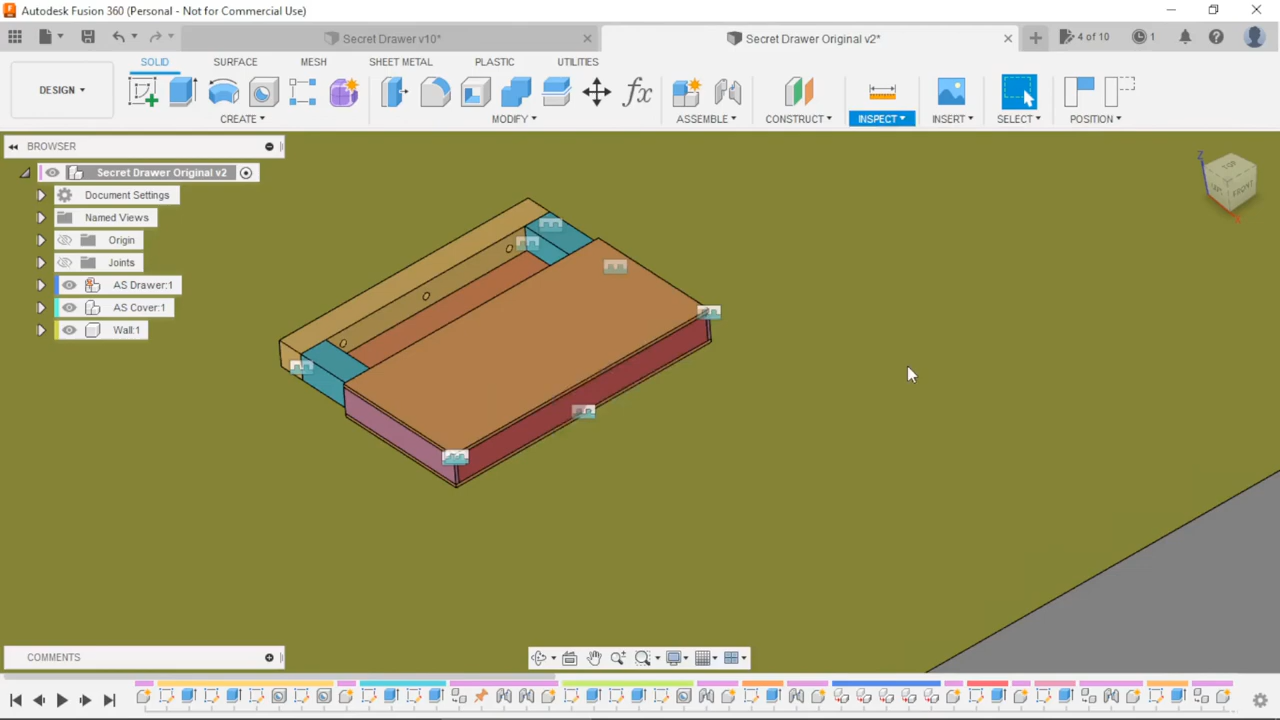 Autodesk Fusion 360 (Personal - Not for Commercial Use)
Secret Drawer v10*
Secret Drawer Original v2*
4 of 10
1
DESIGN
SOLID
SURFACE
MESH
SHEET METAL
PLASTIC
UTILITIES
CREATE
MODIFY
ASSEMBLE
CONSTRUCT
INSPECT
INSERT
SELECT
POSITION
BROWSER
Secret Drawer Original v2
Document Settings
Named Views
Origin
Joints
AS Drawer:1
AS Cover:1
Wall:1
Z
TOP
FRONT
COMMENTS